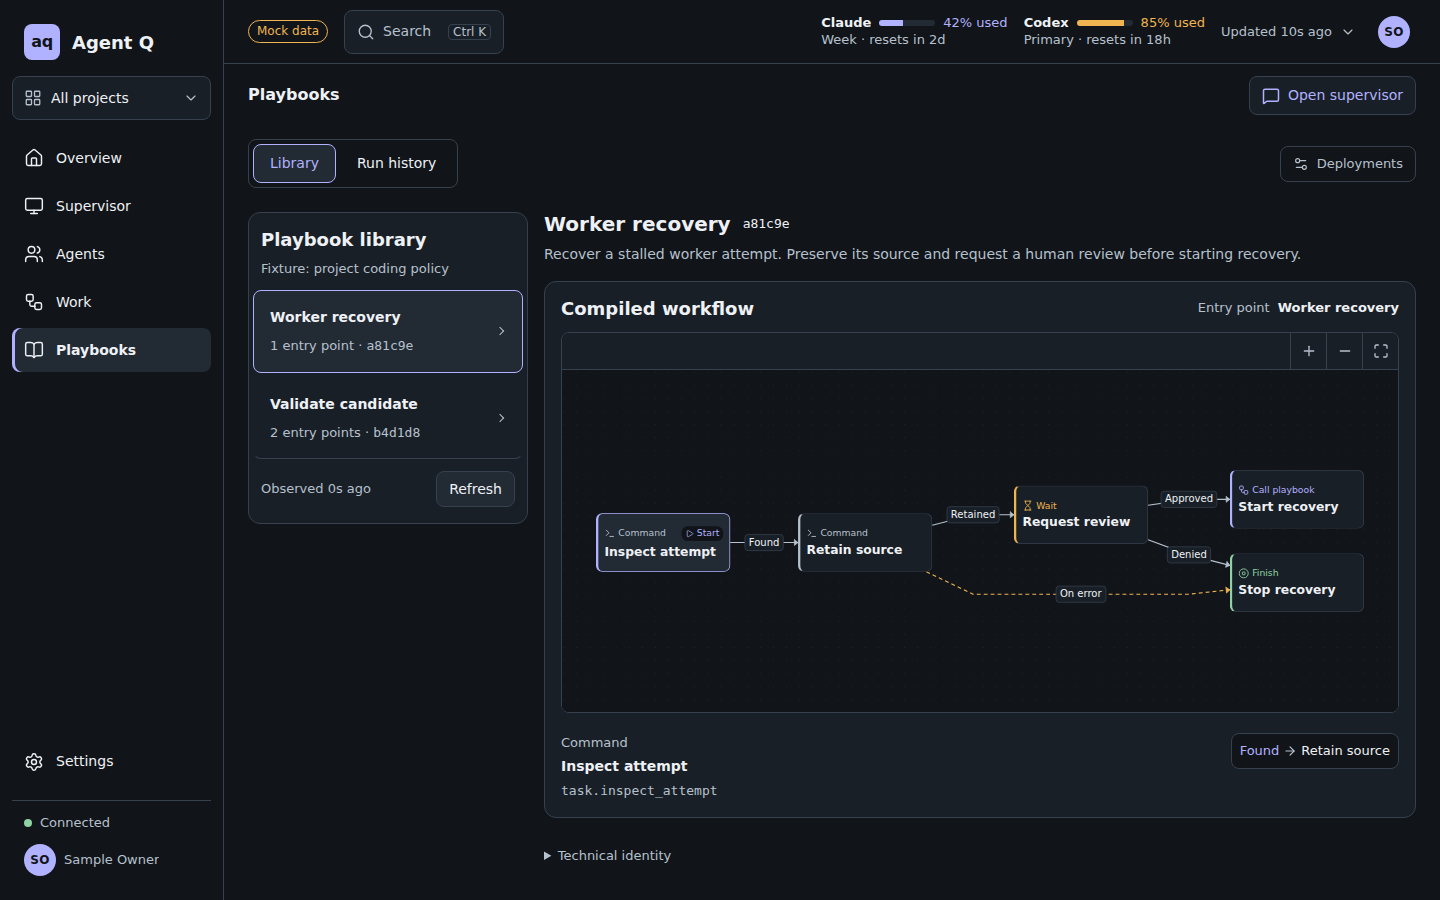 aq Agent Q
All projects
Overview
Supervisor
Agents
Work
Playbooks
Settings
Connected
SO Sample Owner
Mock data
Search Ctrl K
Claude 42% used
Week · resets in 2d
Codex 85% used
Primary · resets in 18h
Updated 10s ago
SO
Playbooks
Open supervisor
Library Run history
Deployments
Playbook library
Fixture: project coding policy
Worker recovery
1 entry point · a81c9e
Validate candidate
2 entry points · b4d1d8
Observed 0s ago Refresh
Worker recovery a81c9e
Recover a stalled worker attempt. Preserve its source and request a human review before starting recovery.
Compiled workflow
Entry point Worker recovery
Command Start
Inspect attempt
Found
Command
Retain source
Retained
Wait
Request review
Approved
Call playbook
Start recovery
Denied
Finish
Stop recovery
On error
Command
Inspect attempt
task.inspect_attempt
Found → Retain source
Technical identity